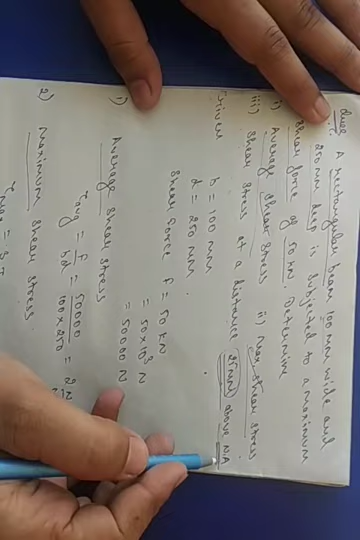 Ques: A rectangular beam 100 mm wide and
250 mm deep is subjected to a maximum
shear force of 50 kN. Determine
i) Average shear stress ii) Max shear stress
iii) Shear stress at a distance 25mm above NA
Given b = 100 mm
d = 250 mm.
Shear force F = 50 kN
= 50 x 10³ N
= 50000 N
1) Average shear stress
τavg = F/bd = 50000/100 x 250 = 2 N
2) Maximum shear stress.
τmax =